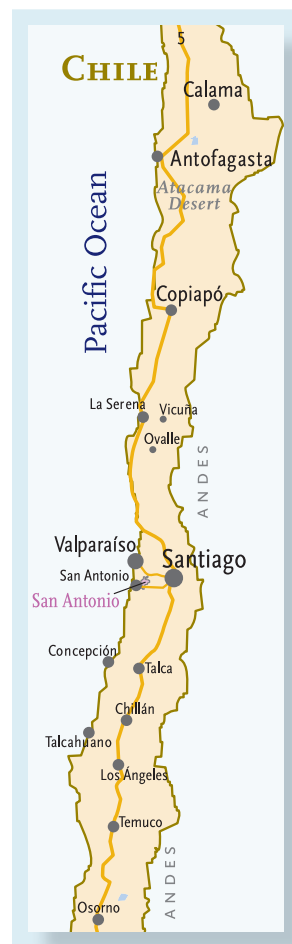 5
CHILE
Calama
Antofagasta
Atacama
Desert
Pacific Ocean
Copiapó
La Serena
Vicuña
Ovalle
ANDES
Valparaíso
Santiago
San Antonio
San Antonio
Concepción
Talca
Chillán
Talcahuano
Los Ángeles
Temuco
ANDES
Osorno